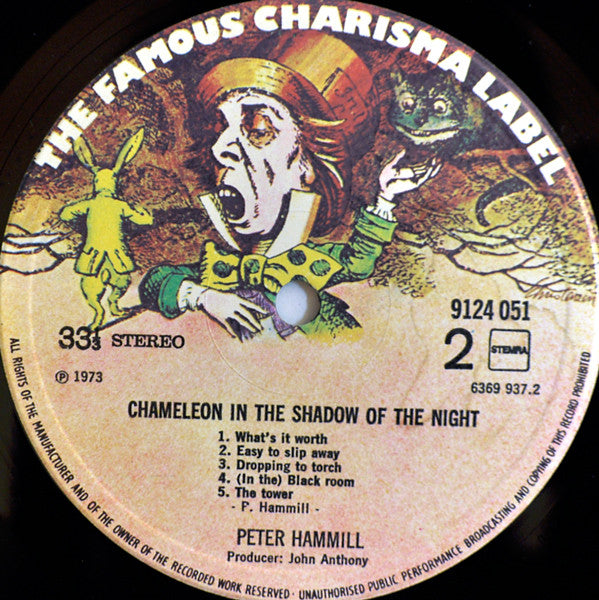 THE FAMOUS CHARISMA LABEL
33⅓ STEREO
9124 051
2 STEMRA
℗ 1973
6369 937.2
CHAMELEON IN THE SHADOW OF THE NIGHT
1. What's it worth
2. Easy to slip away
3. Dropping to torch
4. (In the) Black room
5. The tower
- P. Hammill -
PETER HAMMILL
Producer: John Anthony
ALL RIGHTS OF THE MANUFACTURER AND OF THE OWNER OF THE RECORDED WORK RESERVED · UNAUTHORISED PUBLIC PERFORMANCE BROADCASTING AND COPYING OF THIS RECORD PROHIBITED